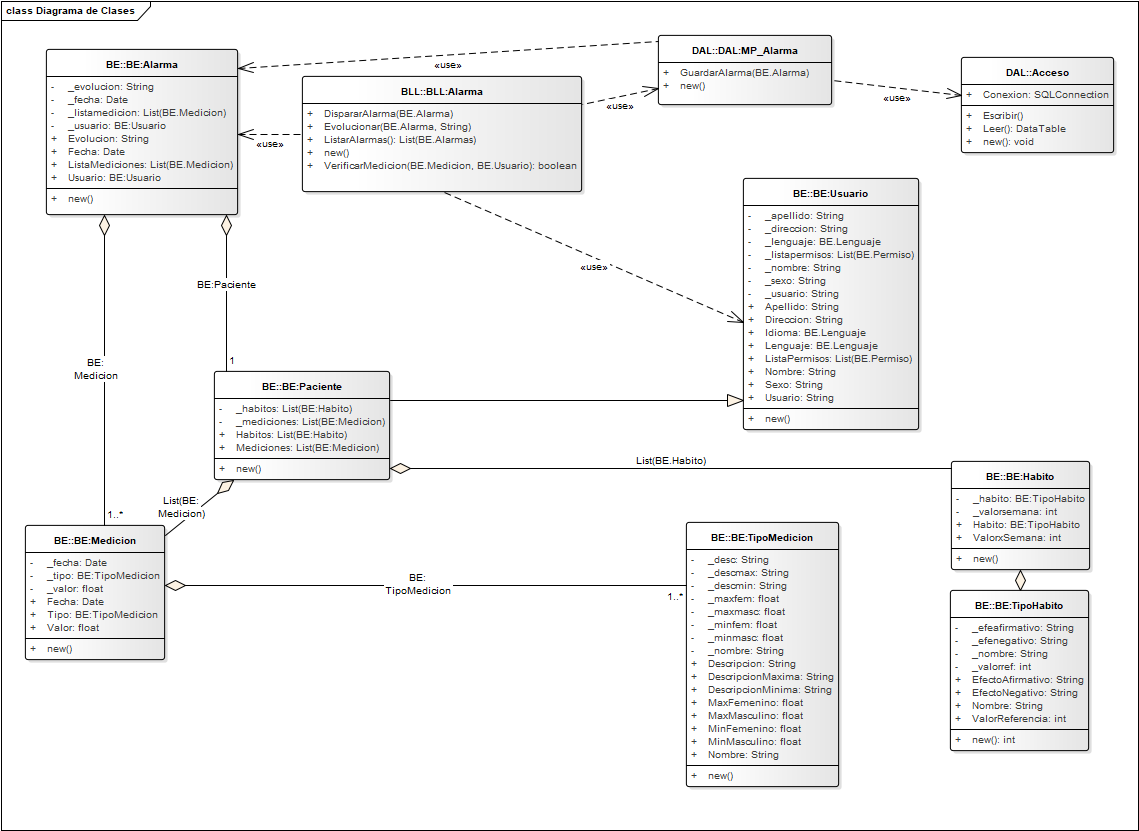 class Diagrama de Clases
BE::BE:Alarma
- _evolucion: String
- _fecha: Date
- _listamedicion: List(BE.Medicion)
- _usuario: BE:Usuario
+ Evolucion: String
+ Fecha: Date
+ ListaMediciones: List(BE.Medicion)
+ Usuario: BE:Usuario
+ new()
«use»
BLL::BLL:Alarma
+ DispararAlarma(BE.Alarma)
+ Evolucionar(BE.Alarma, String)
+ ListarAlarmas(): List(BE.Alarmas)
+ new()
+ VerificarMedicion(BE.Medicion, BE.Usuario): boolean
«use»
«use»
DAL::DAL:MP_Alarma
+ GuardarAlarma(BE.Alarma)
+ new()
«use»
DAL::Acceso
+ Conexion: SQLConnection
+ Escribir()
+ Leer(): DataTable
+ new(): void
«use»
BE::BE:Usuario
- _apellido: String
- _direccion: String
- _lenguaje: BE.Lenguaje
- _listapermisos: List(BE.Permiso)
- _nombre: String
- _sexo: String
- _usuario: String
+ Apellido: String
+ Direccion: String
+ Idioma: BE.Lenguaje
+ Lenguaje: BE.Lenguaje
+ ListaPermisos: List(BE.Permiso)
+ Nombre: String
+ Sexo: String
+ Usuario: String
+ new()
BE:Paciente
1
BE:
Medicion
1..*
BE::BE:Paciente
- _habitos: List(BE:Habito)
- _mediciones: List(BE:Medicion)
+ Habitos: List(BE:Habito)
+ Mediciones: List(BE:Medicion)
+ new()
List(BE.Habito)
List(BE:
Medicion)
BE::BE:Medicion
- _fecha: Date
- _tipo: BE:TipoMedicion
- _valor: float
+ Fecha: Date
+ Tipo: BE:TipoMedicion
+ Valor: float
+ new()
BE:
TipoMedicion
1..*
BE::BE:TipoMedicion
- _desc: String
- _descmax: String
- _descmin: String
- _maxfem: float
- _maxmasc: float
- _minfem: float
- _minmasc: float
- _nombre: String
+ Descripcion: String
+ DescripcionMaxima: String
+ DescripcionMinima: String
+ MaxFemenino: float
+ MaxMasculino: float
+ MinFemenino: float
+ MinMasculino: float
+ Nombre: String
+ new()
BE::BE:Habito
- _habito: BE:TipoHabito
- _valorsemana: int
+ Habito: BE:TipoHabito
+ ValorxSemana: int
+ new()
BE::BE:TipoHabito
- _efeafirmativo: String
- _efenegativo: String
- _nombre: String
- _valorref: int
+ EfectoAfirmativo: String
+ EfectoNegativo: String
+ Nombre: String
+ ValorReferencia: int
+ new(): int